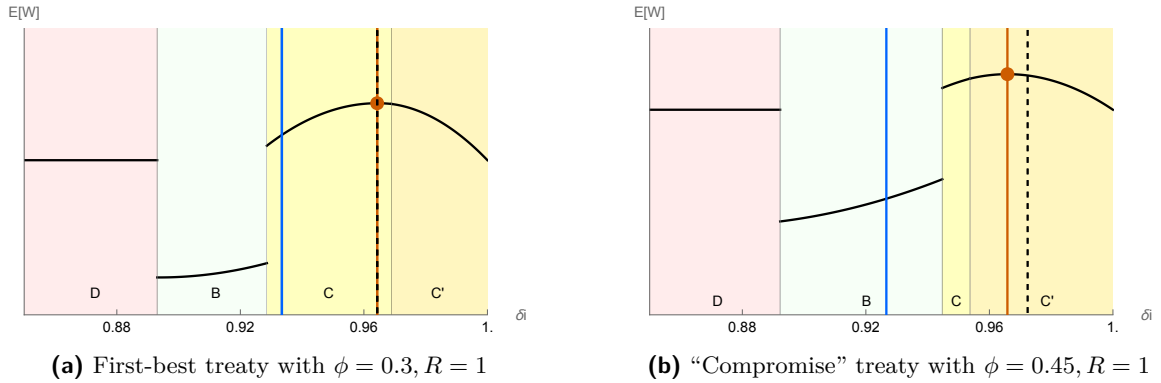 E[W]
D
B
C
C'
0.88
0.92
0.96
1.
δi
(a) First-best treaty with ϕ = 0.3, R = 1
E[W]
D
B
C
C'
0.88
0.92
0.96
1.
δi
(b) “Compromise” treaty with ϕ = 0.45, R = 1